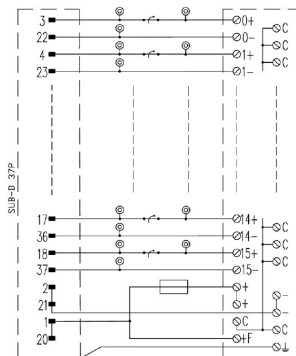 3 0+ C
22 0- C
4 1+ C
23 1-
SUB-D 37P
17 14+ C
36 14- C
18 15+ C
37 15- C
2 + -
21 + -
1 C C
20 +F